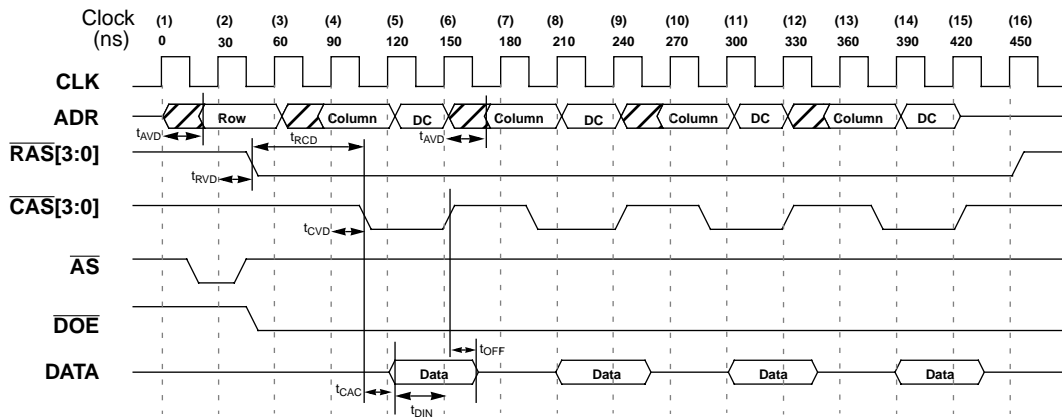 Clock (1) (2) (3) (4) (5) (6) (7) (8) (9) (10) (11) (12) (13) (14) (15) (16)
(ns) 0 30 60 90 120 150 180 210 240 270 300 330 360 390 420 450
CLK
ADR Row Column DC Column DC Column DC Column DC
tAVD tRCD tAVD
RAS[3:0]
tRVD
CAS[3:0]
tCVD
AS
DOE
tOFF
DATA Data Data Data Data
tCAC tDIN